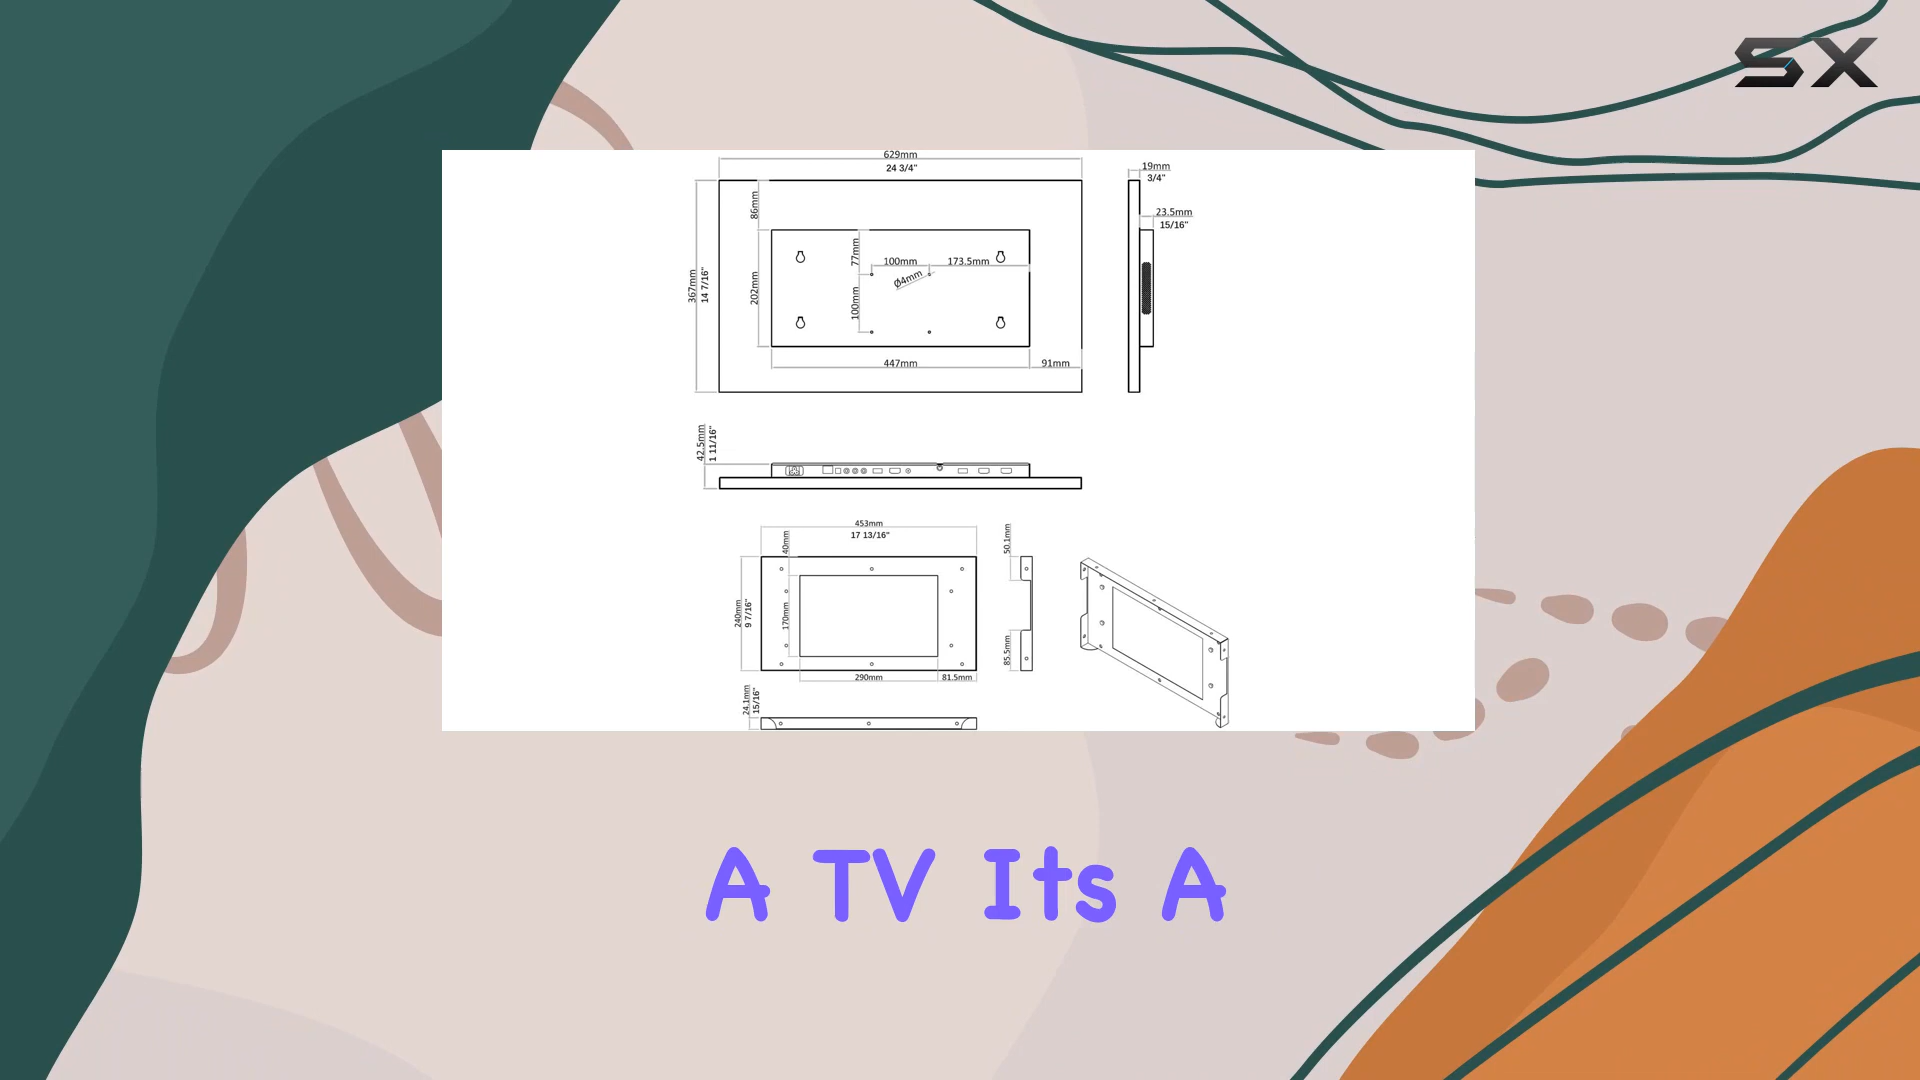 SX
629mm
24 3/4"
19mm
3/4"
86mm
23.5mm
15/16"
77mm
100mm
173.5mm
Ø4mm
367mm
14 7/16"
202mm
100mm
447mm
91mm
42.5mm
1 11/16"
453mm
17 13/16"
40mm
50.1mm
240mm
9 7/16"
170mm
85.5mm
290mm
81.5mm
24.1mm
15/16"
A TV Its A